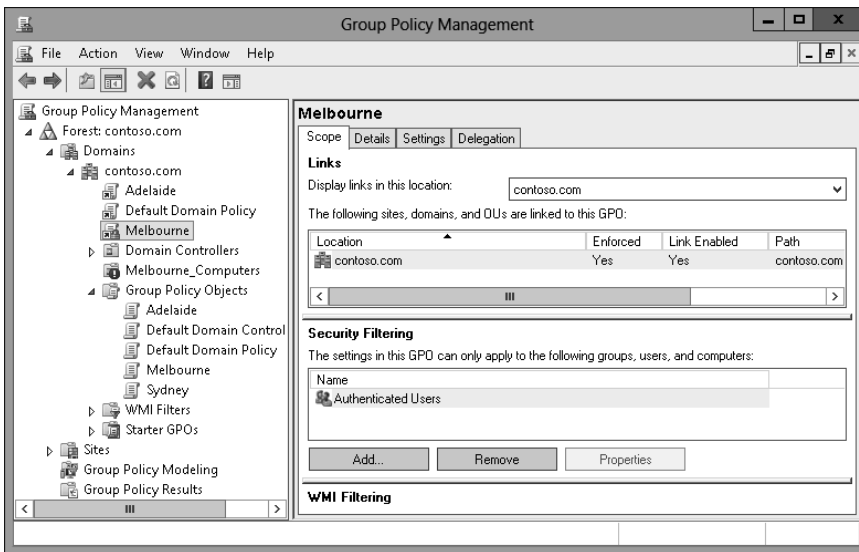 Group Policy Management
File Action View Window Help
Group Policy Management
Forest: contoso.com
Domains
contoso.com
Adelaide
Default Domain Policy
Melbourne
Domain Controllers
Melbourne_Computers
Group Policy Objects
Adelaide
Default Domain Control
Default Domain Policy
Melbourne
Sydney
WMI Filters
Starter GPOs
Sites
Group Policy Modeling
Group Policy Results
Melbourne
Scope Details Settings Delegation
Links
Display links in this location: contoso.com
The following sites, domains, and OUs are linked to this GPO:
Location Enforced Link Enabled Path
contoso.com Yes Yes contoso.com
Security Filtering
The settings in this GPO can only apply to the following groups, users, and computers:
Name
Authenticated Users
Add... Remove Properties
WMI Filtering